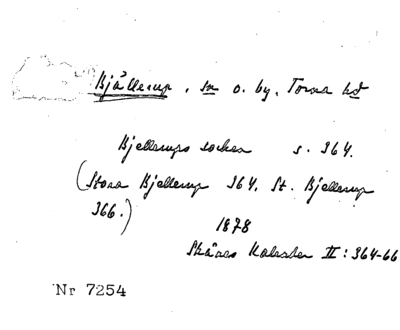 Bjällerup, sn o. by, Torna hd
Bjellerups socken s. 364.
(Stora Bjellerup 364. St. Bjellerup
366.)
1878
Skånes Kalender II: 364-66
Nr 7254